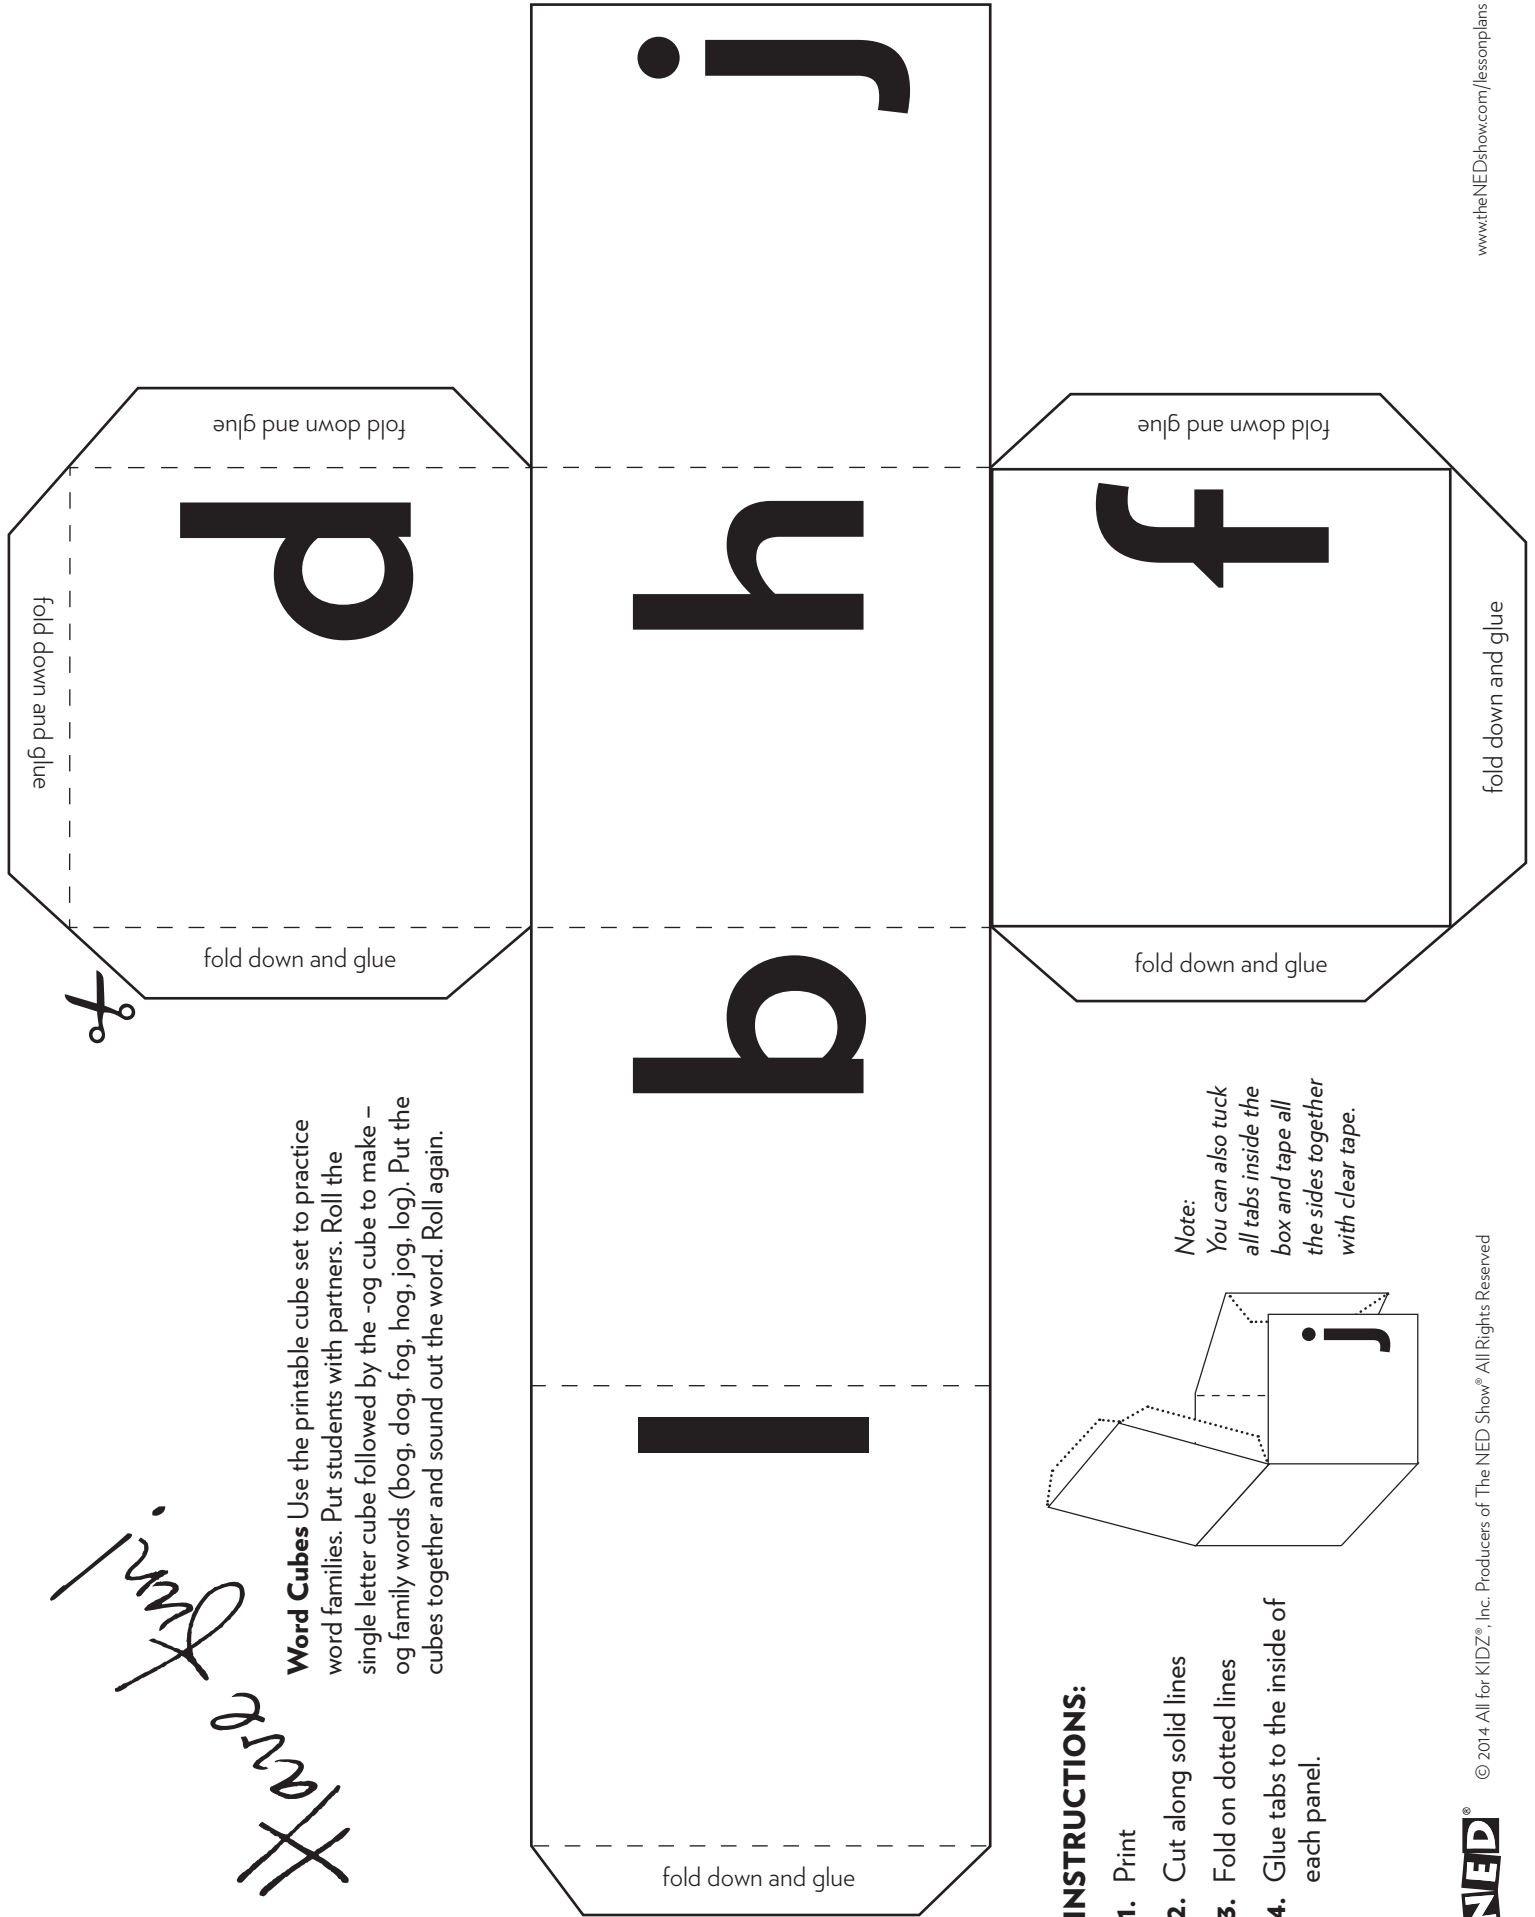 Have fun!
Word Cubes Use the printable cube set to practice
word families. Put students with partners. Roll the
single letter cube followed by the -og cube to make –
og family words (bog, dog, fog, hog, jog, log). Put the
cubes together and sound out the word. Roll again.
fold down and glue
fold down and glue
fold down and glue
d
fold down and glue
l
b
h
j
fold down and glue
fold down and glue
fold down and glue
f
INSTRUCTIONS:
1. Print
2. Cut along solid lines
3. Fold on dotted lines
4. Glue tabs to the inside of
each panel.
j
Note:
You can also tuck
all tabs inside the
box and tape all
the sides together
with clear tape.
NED®
© 2014 All for KIDZ®, Inc. Producers of The NED Show® All Rights Reserved
www.theNEDshow.com/lessonplans